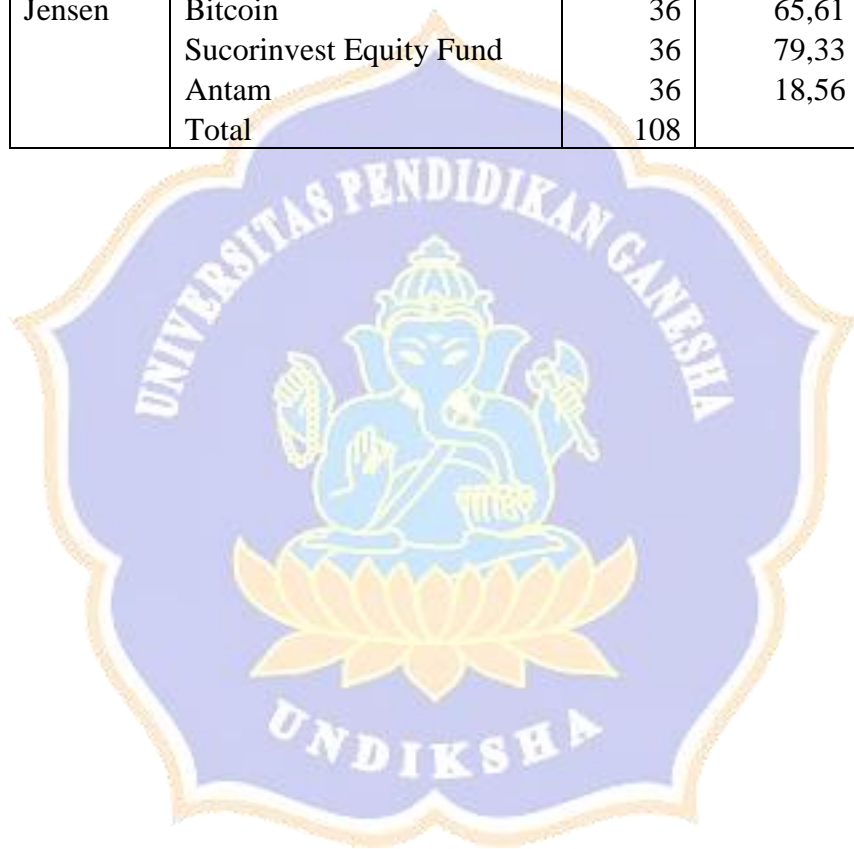 Jensen Bitcoin 36 65,61
Sucorinvest Equity Fund 36 79,33
Antam 36 18,56
Total 108
UNIVERSITAS PENDIDIKAN GANESHA
UNDIKSHA